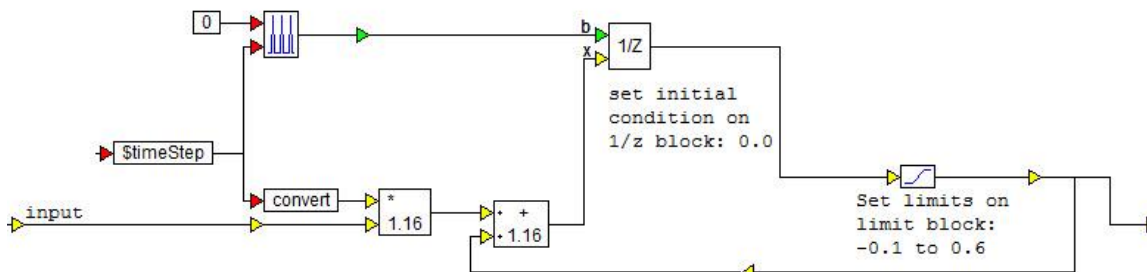 0
b
x
1/Z
set initial
condition on
1/z block: 0.0
$timeStep
convert
*
1.16
input
+
1.16
Set limits on
limit block:
-0.1 to 0.6